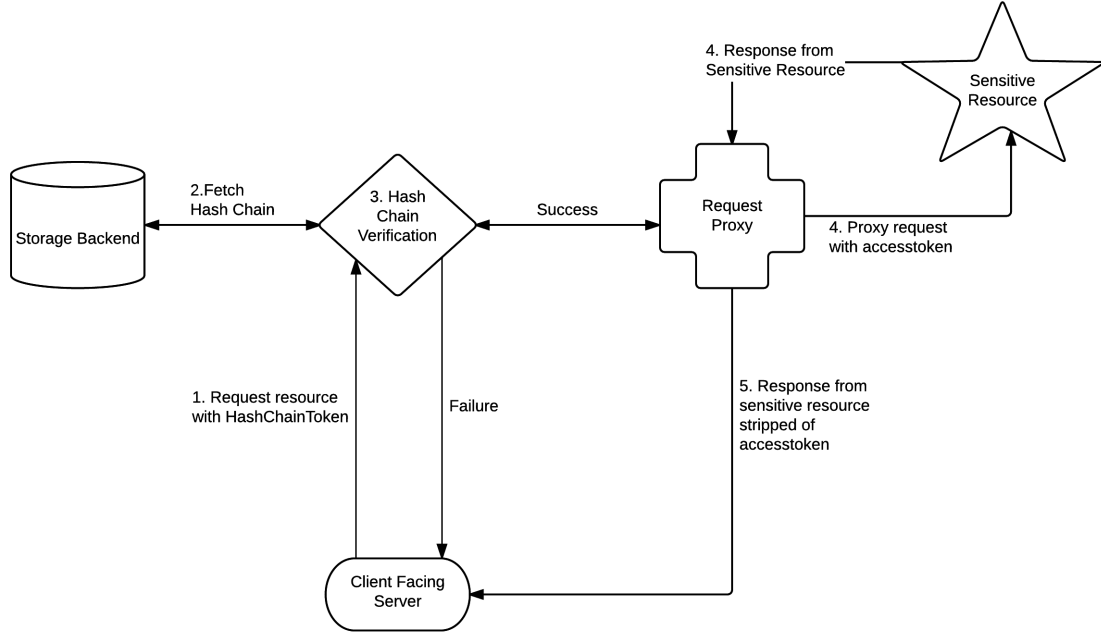 4. Response from
Sensitive Resource
Sensitive
Resource
2.Fetch
Hash Chain
Storage Backend
3. Hash
Chain
Verification
Success
Request
Proxy
4. Proxy request
with accesstoken
1. Request resource
with HashChainToken
Failure
5. Response from
sensitive resource
stripped of
accesstoken
Client Facing
Server